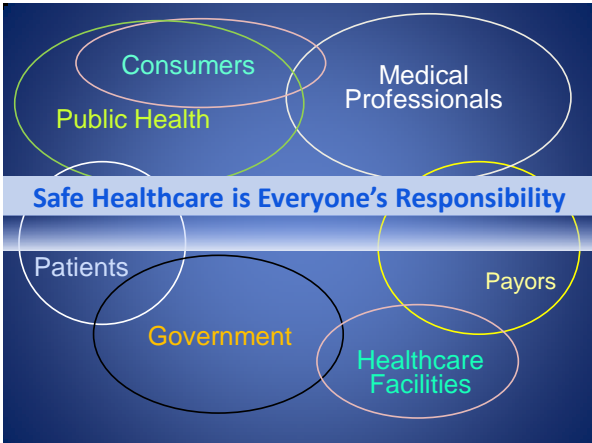 Consumers
Medical
Professionals
Public Health
Safe Healthcare is Everyone's Responsibility
Patients
Payors
Government
Healthcare
Facilities